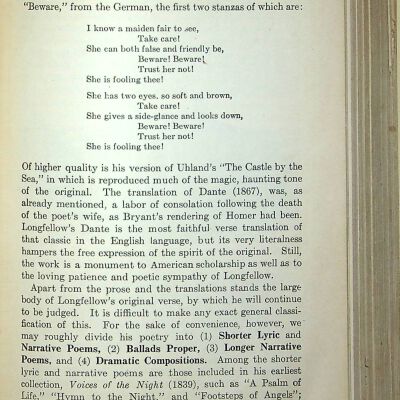 "Beware," from the German, the first two stanzas of which are:
I know a maiden fair to see,
Take care!
She can both false and friendly be,
Beware! Beware!
Trust her not!
She is fooling thee!
She has two eyes, so soft and brown,
Take care!
She gives a side-glance and looks down,
Beware! Beware!
Trust her not!
She is fooling thee!
Of higher quality is his version of Uhland's "The Castle by the
Sea," in which is reproduced much of the magic, haunting tone
of the original. The translation of Dante (1867), was, as
already mentioned, a labor of consolation following the death
of the poet's wife, as Bryant's rendering of Homer had been.
Longfellow's Dante is the most faithful verse translation of
that classic in the English language, but its very literalness
hampers the free expression of the spirit of the original. Still,
the work is a monument to American scholarship as well as to
the loving patience and poetic sympathy of Longfellow.
Apart from the prose and the translations stands the large
body of Longfellow's original verse, by which he will continue
to be judged. It is difficult to make any exact general classi-
fication of this. For the sake of convenience, however, we
may roughly divide his poetry into (1) Shorter Lyric and
Narrative Poems, (2) Ballads Proper, (3) Longer Narrative
Poems, and (4) Dramatic Compositions. Among the shorter
lyric and narrative poems are those included in his earliest
collection, Voices of the Night (1839), such as "A Psalm of
Life," "Hymn to the Night," and "Footsteps of Angels";